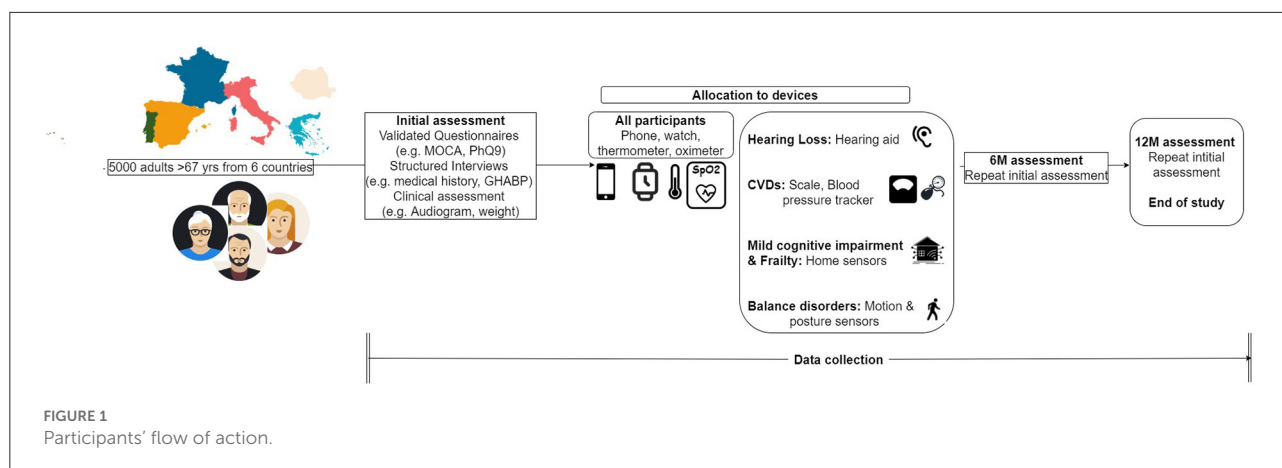 5000 adults >67 yrs from 6 countries
Initial assessment
Validated Questionnaires
(e.g. MOCA, PhQ9)
Structured Interviews
(e.g. medical history, GHABP)
Clinical assessment
(e.g. Audiogram, weight)
Allocation to devices
All participants
Phone, watch,
thermometer, oximeter
SpO2
Hearing Loss: Hearing aid
CVDs: Scale, Blood
pressure tracker
Mild cognitive impairment
& Frailty: Home sensors
Balance disorders: Motion &
posture sensors
6M assessment
Repeat initial assessment
12M assessment
Repeat intitial
assessment
End of study
Data collection
FIGURE 1
Participants' flow of action.